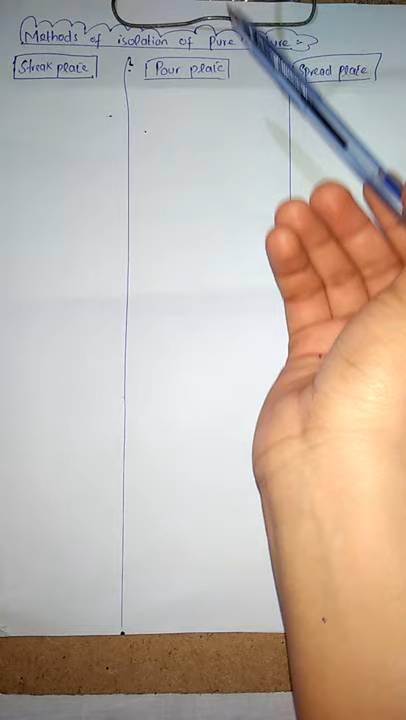 Methods of isolation of pure
Streak plate
Pour plate
Spread plate